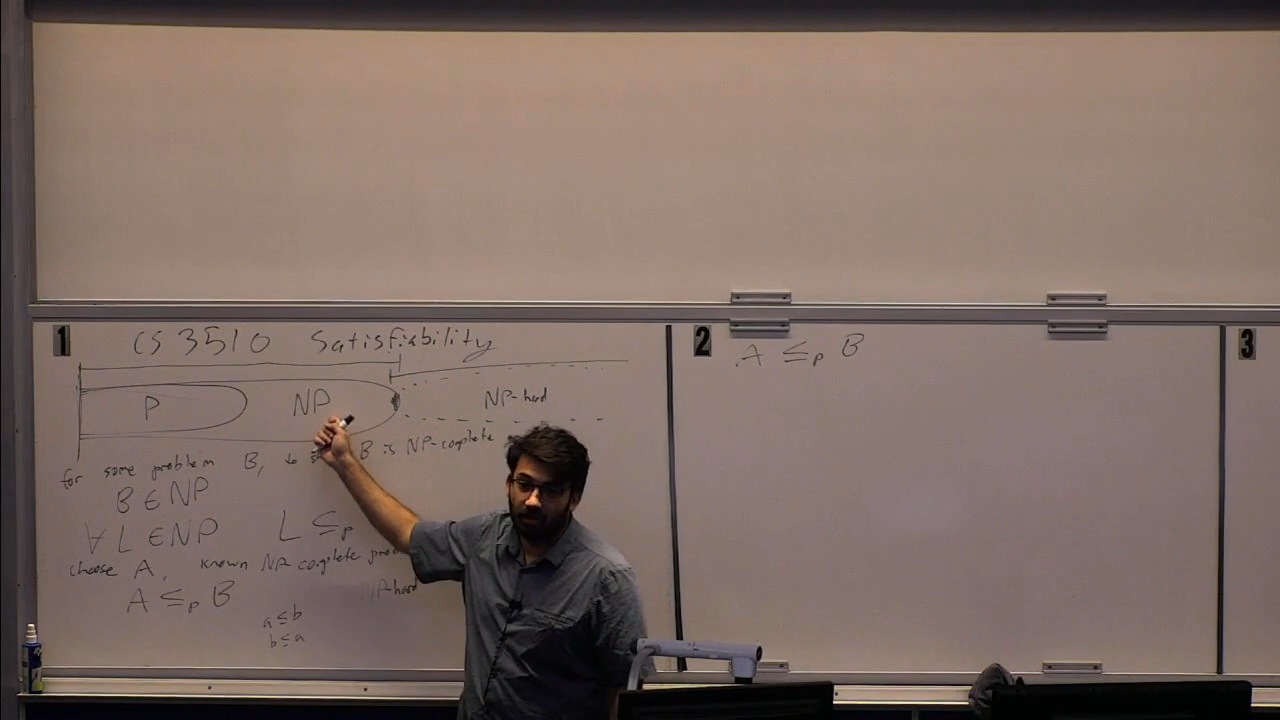 1
CS 3510 Satisfiability
P NP NP-hard
for some problem B, to B is NP-complete
B ∈ NP
∀ L ∈ NP L ≤p
choose A, known NP complete
A ≤p B
NP-hard
a ≤ b
b ≤ a
2
A ≤p B
3